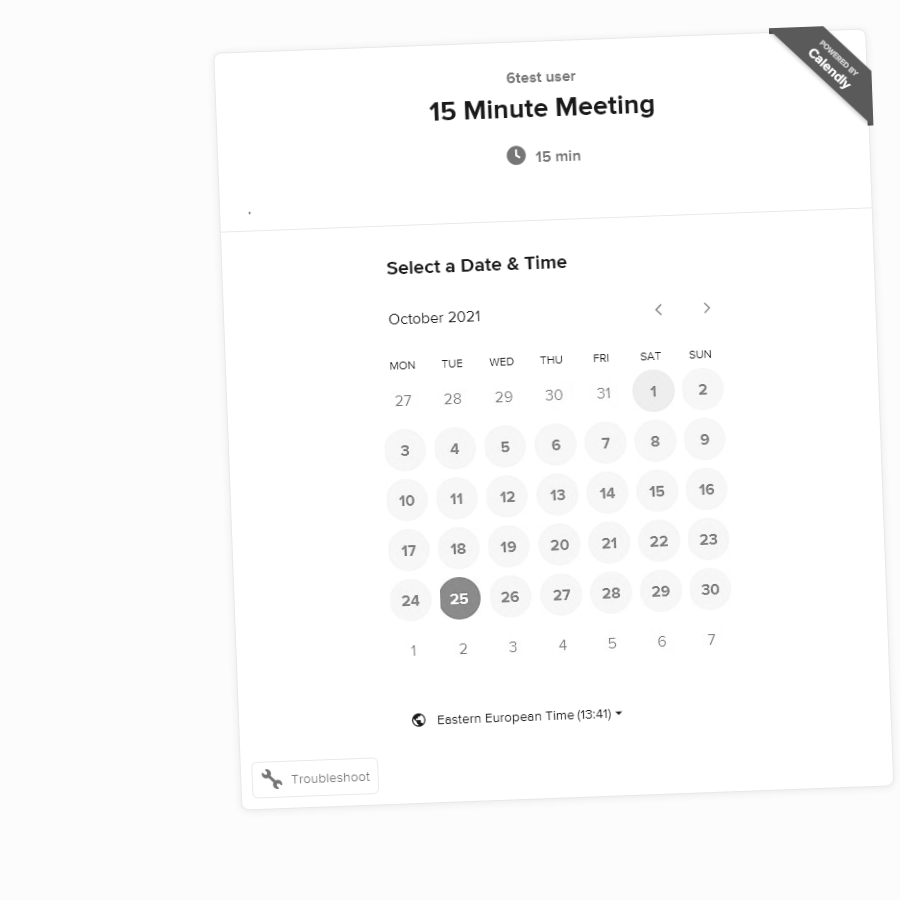 POWERED BY
Calendly
6test user
15 Minute Meeting
15 min
.
Select a Date & Time
October 2021
MON TUE WED THU FRI SAT SUN
27 28 29 30 31 1 2
3 4 5 6 7 8 9
10 11 12 13 14 15 16
17 18 19 20 21 22 23
24 25 26 27 28 29 30
1 2 3 4 5 6 7
Eastern European Time (13:41)
Troubleshoot